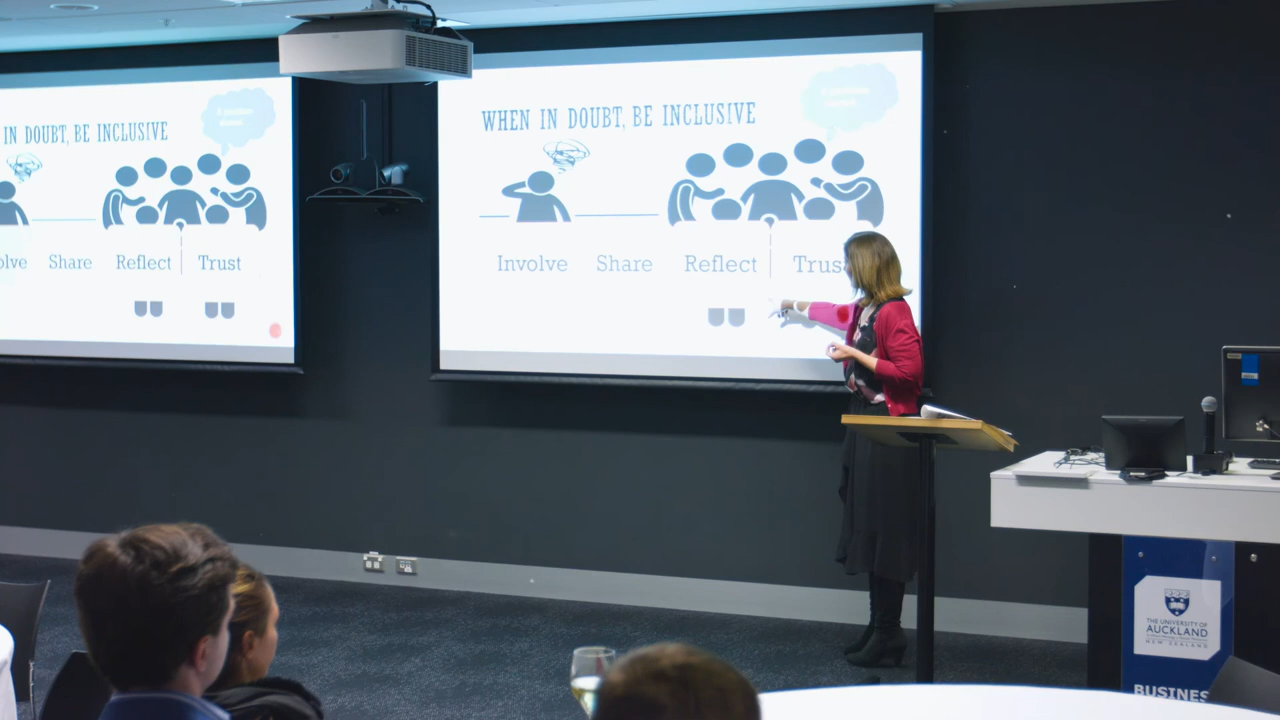 IN DOUBT, BE INCLUSIVE
olve Share Reflect Trust
WHEN IN DOUBT, BE INCLUSIVE
Involve Share Reflect Trus
THE UNIVERSITY OF
AUCKLAND
NEW ZEALAND
BUSINES